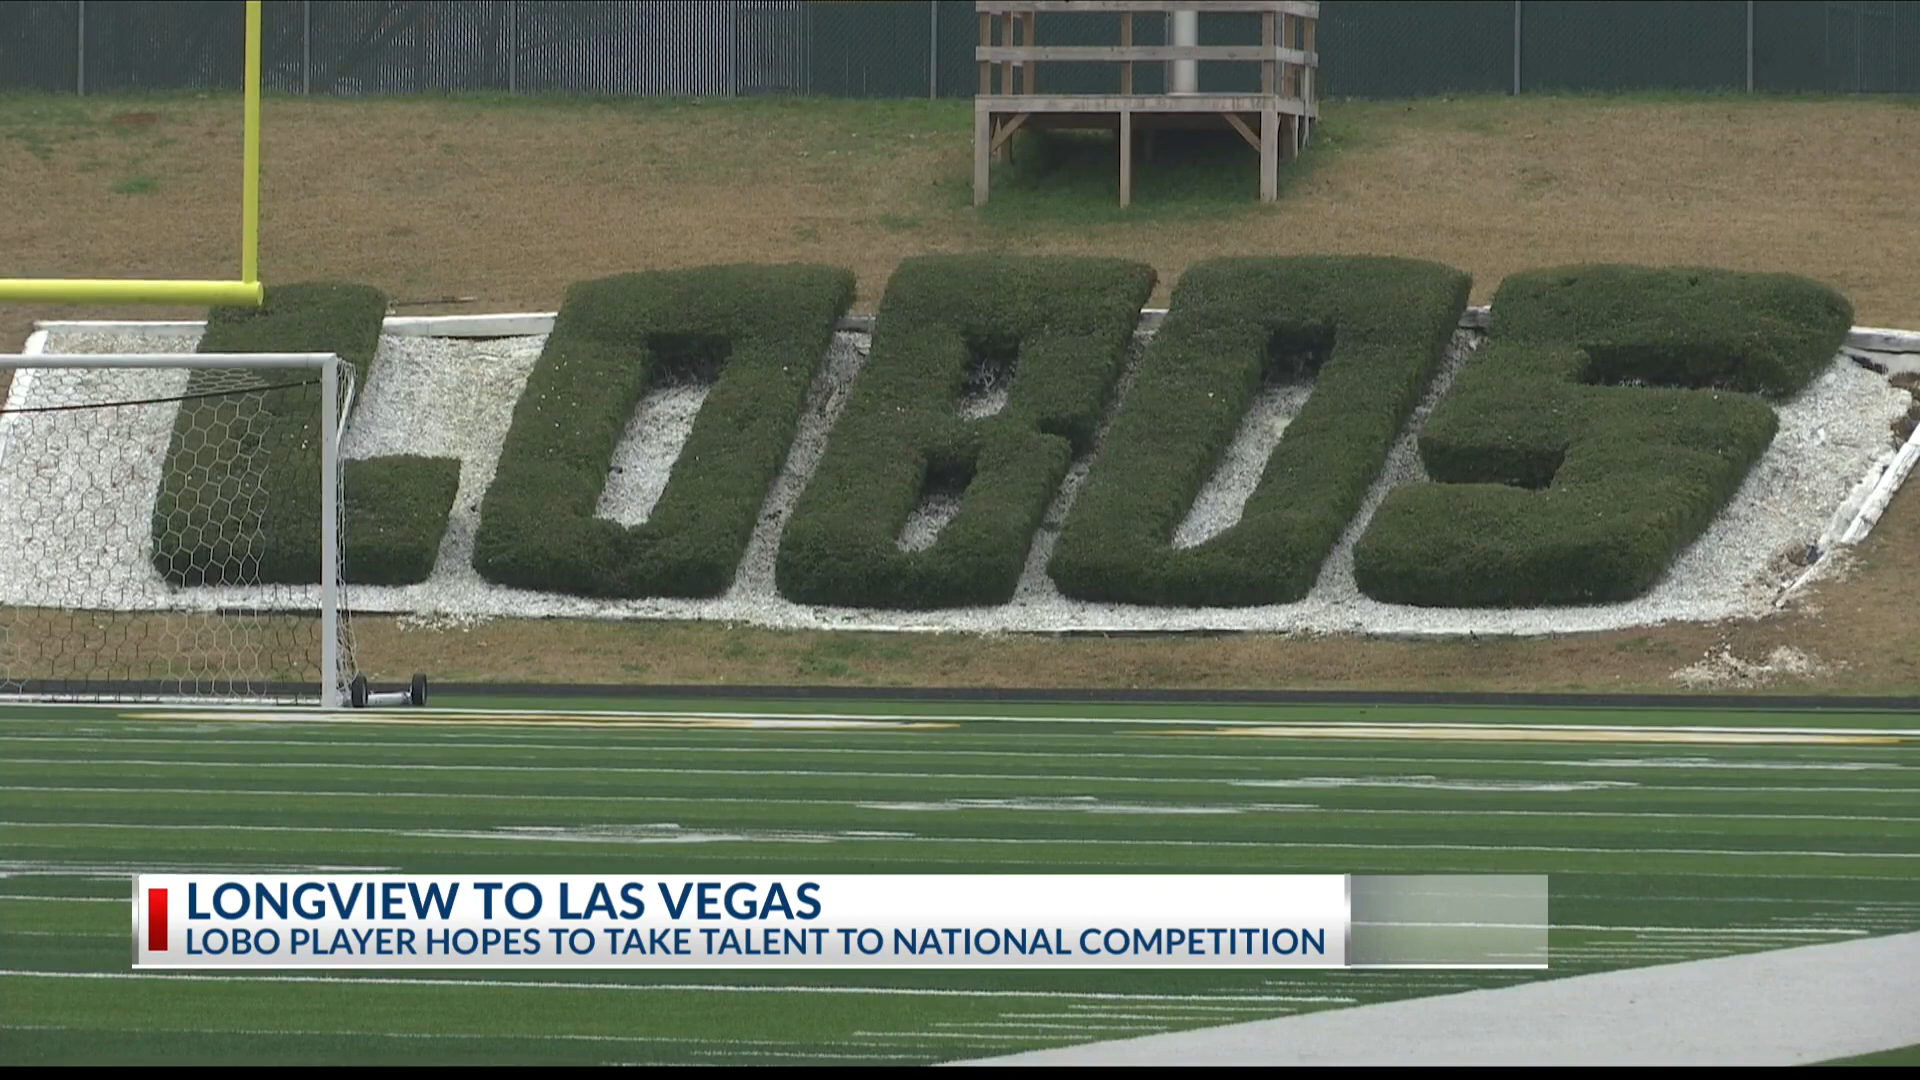 LOBOS
LONGVIEW TO LAS VEGAS
LOBO PLAYER HOPES TO TAKE TALENT TO NATIONAL COMPETITION